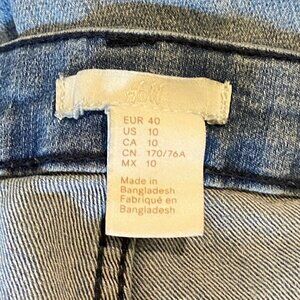 H&M
EUR 40
US 10
CA 10
CN 170/76A
MX 10
Made in
Bangladesh
Fabriqué en
Bangladesh